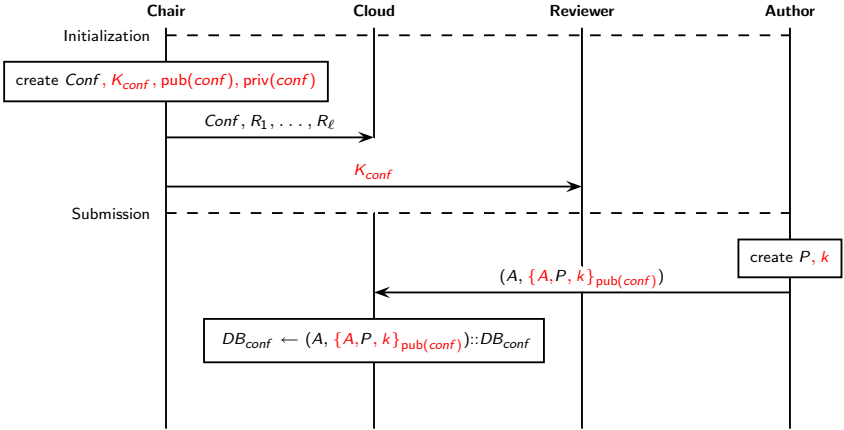 Chair Cloud Reviewer Author
Initialization
create Conf, K_conf, pub(conf), priv(conf)
Conf, R_1, . . . , R_ℓ
K_conf
Submission
create P, k
(A, {A,P, k}_pub(conf))
DB_conf ← (A, {A,P, k}_pub(conf))::DB_conf